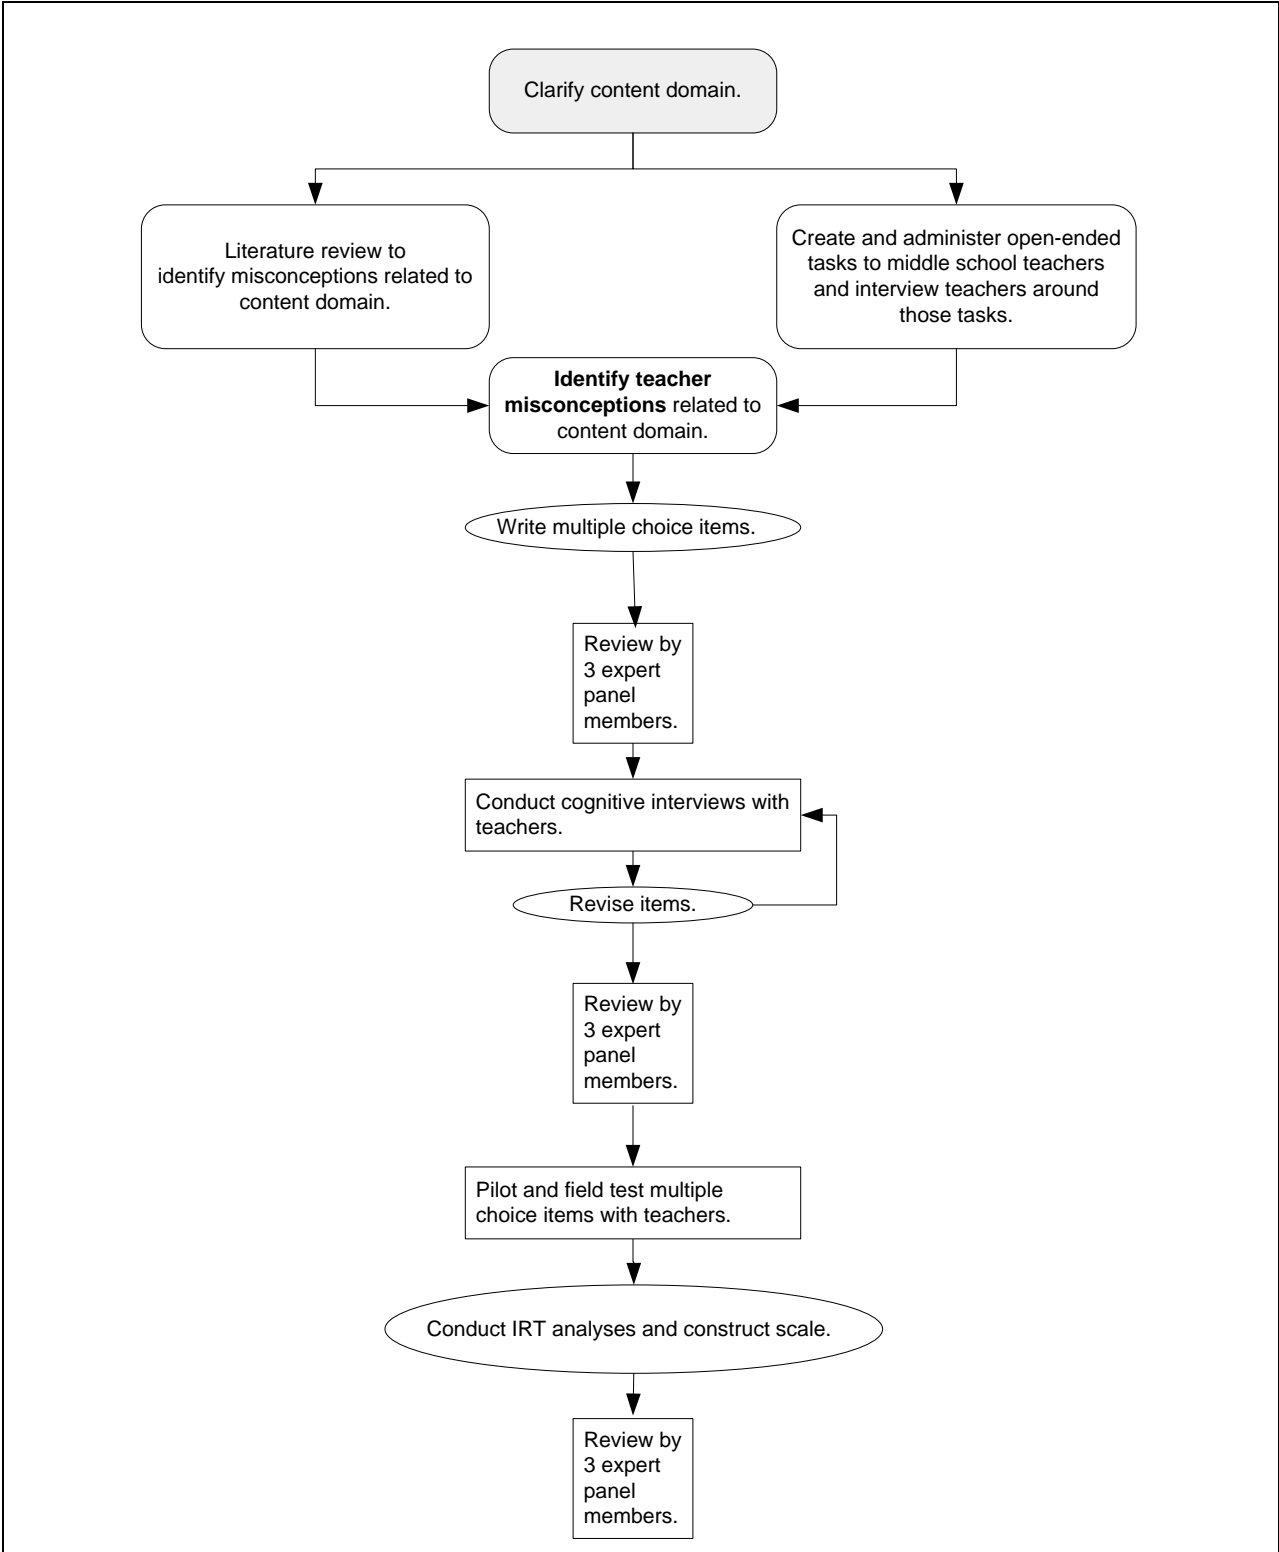 Clarify content domain.
Literature review to
identify misconceptions related to
content domain.
Create and administer open-ended
tasks to middle school teachers
and interview teachers around
those tasks.
Identify teacher
misconceptions related to
content domain.
Write multiple choice items.
Review by
3 expert
panel
members.
Conduct cognitive interviews with
teachers.
Revise items.
Review by
3 expert
panel
members.
Pilot and field test multiple
choice items with teachers.
Conduct IRT analyses and construct scale.
Review by
3 expert
panel
members.